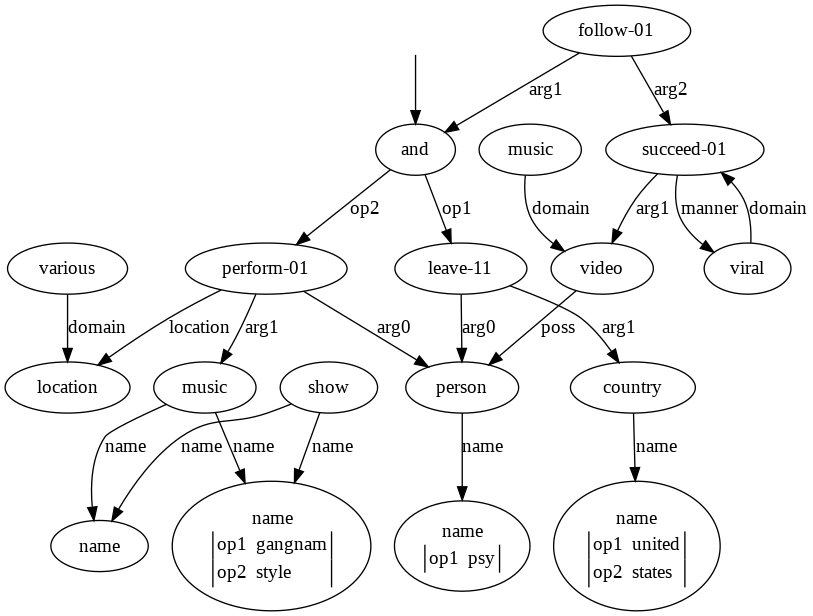 follow-01
arg1 arg2
and music succeed-01
op2 op1 domain arg1 manner domain
various perform-01 leave-11 video viral
domain location arg1 arg0 arg0 poss arg1
location music show person country
name name name name name name
name
name
op1 gangnam
op2 style
name
op1 psy
name
op1 united
op2 states